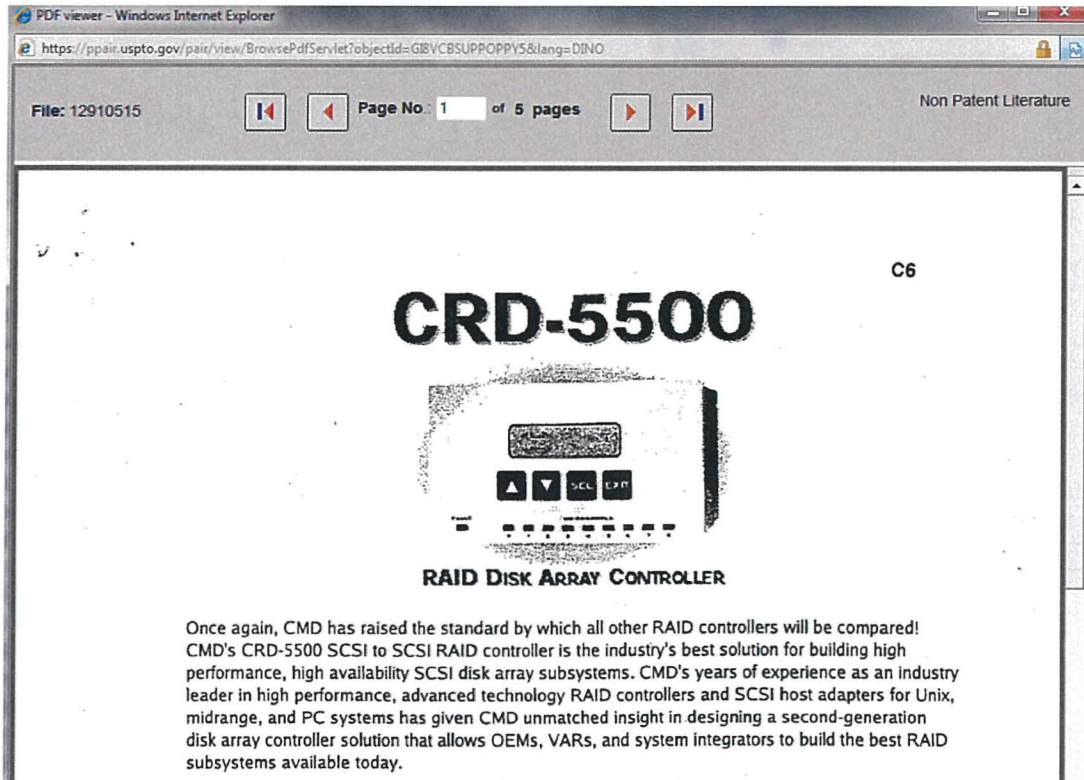 PDF viewer - Windows Internet Explorer
https://ppair.uspto.gov/pair/view/BrowsePdfServlet?objectId=GI8VCBSUPPOPPY5&lang=DINO
File: 12910515 Page No.: 1 of 5 pages Non Patent Literature
C6
CRD-5500
SEL EXIT
RAID DISK ARRAY CONTROLLER
Once again, CMD has raised the standard by which all other RAID controllers will be compared!
CMD's CRD-5500 SCSI to SCSI RAID controller is the industry's best solution for building high
performance, high availability SCSI disk array subsystems. CMD's years of experience as an industry
leader in high performance, advanced technology RAID controllers and SCSI host adapters for Unix,
midrange, and PC systems has given CMD unmatched insight in designing a second-generation
disk array controller solution that allows OEMs, VARs, and system integrators to build the best RAID
subsystems available today.